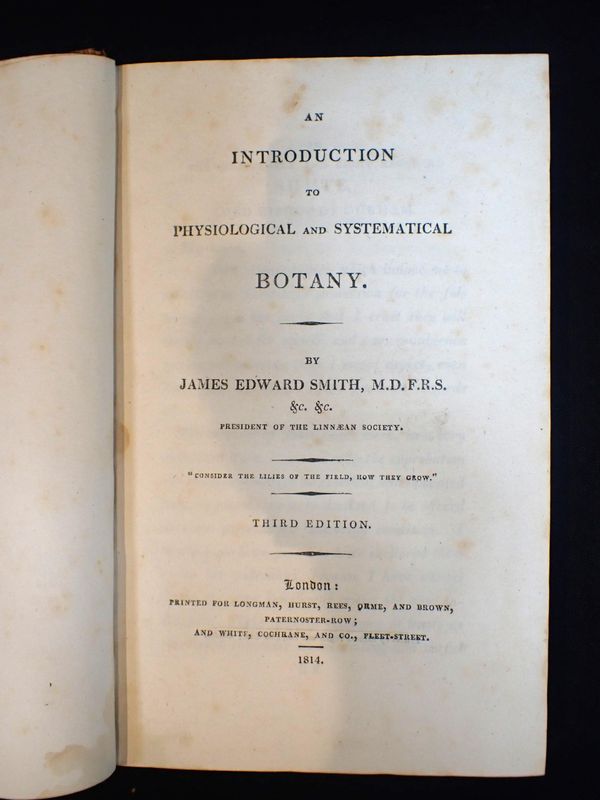 AN
INTRODUCTION
TO
PHYSIOLOGICAL AND SYSTEMATICAL
BOTANY.
BY
JAMES EDWARD SMITH, M.D. F.R.S.
&c. &c.
PRESIDENT OF THE LINNÆAN SOCIETY.
"CONSIDER THE LILIES OF THE FIELD, HOW THEY GROW."
THIRD EDITION.
London:
PRINTED FOR LONGMAN, HURST, REES, ORME, AND BROWN,
PATERNOSTER-ROW;
AND WHITE, COCHRANE, AND CO., FLEET-STREET.
1814.